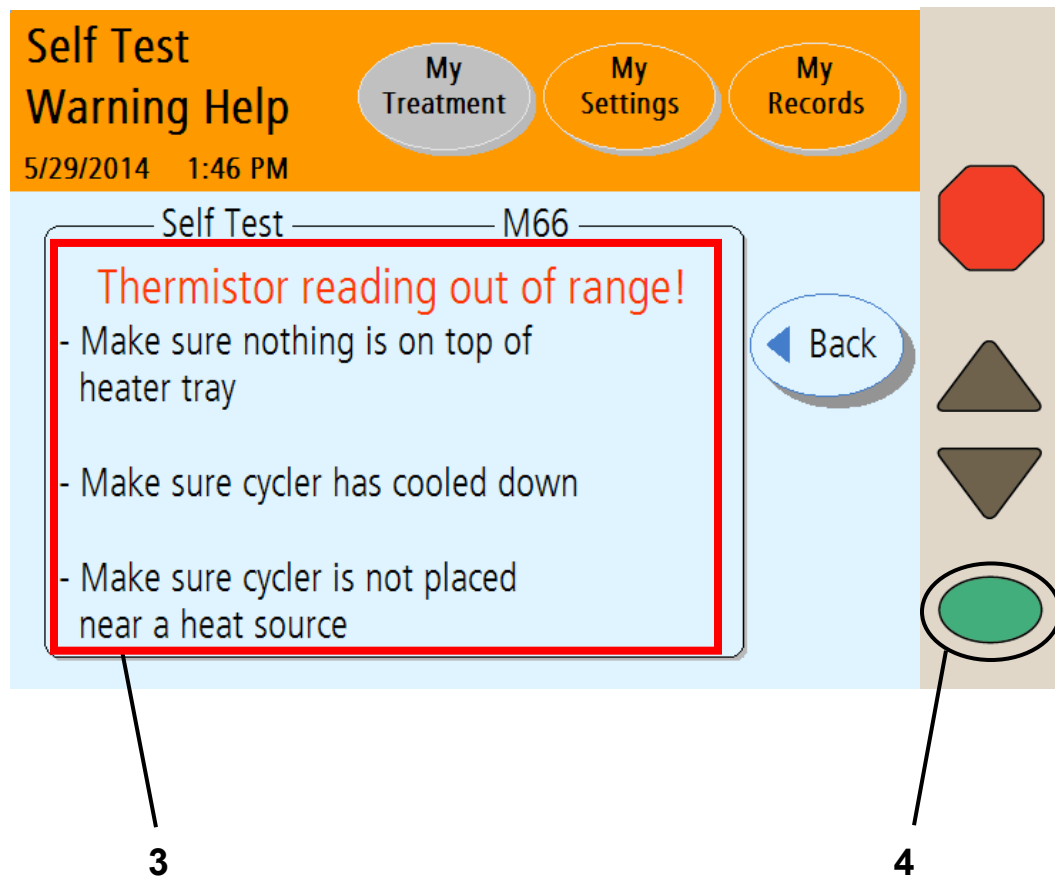 Self Test
Warning Help
5/29/2014 1:46 PM
My
Treatment
My
Settings
My
Records
Self Test M66
Thermistor reading out of range!
- Make sure nothing is on top of
heater tray
- Make sure cycler has cooled down
- Make sure cycler is not placed
near a heat source
Back
3
4